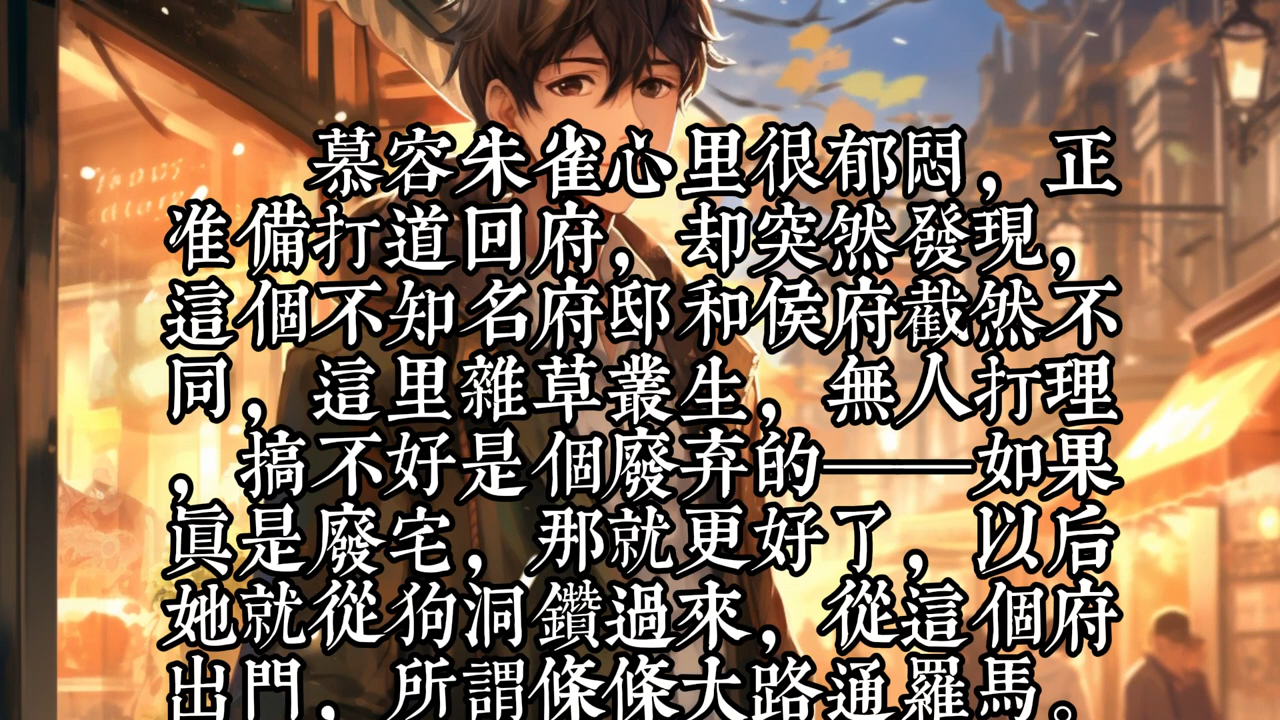 慕容朱雀心里很郁悶，正
准備打道回府，却突然發現，
這個不知名府邸和侯府截然不
同，這里雜草叢生，無人打理
，搞不好是個廢弃的——如果
眞是廢宅，那就更好了，以后
她就從狗洞鑽過來，從這個府
出門，所謂條條大路通羅馬。